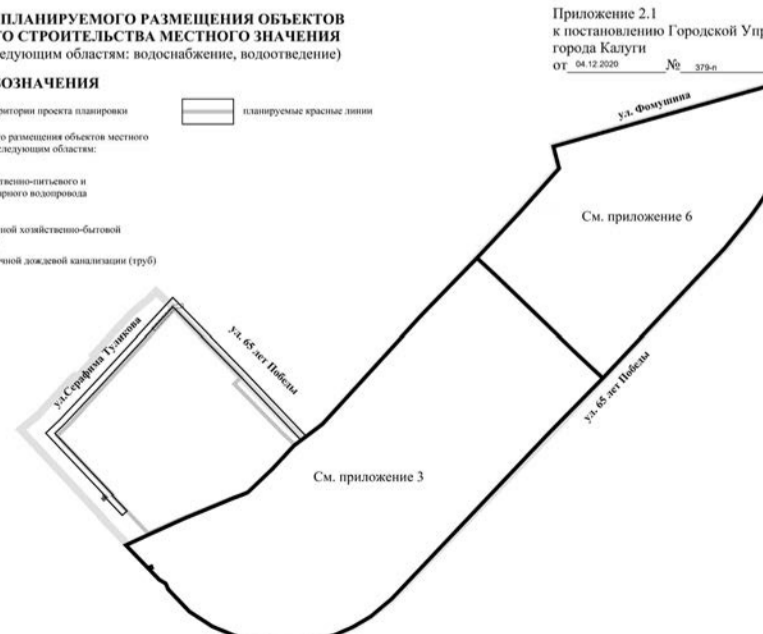 ПЛАНИРУЕМОГО РАЗМЕЩЕНИЯ ОБЪЕКТОВ
ГО СТРОИТЕЛЬСТВА МЕСТНОГО ЗНАЧЕНИЯ
едующим областям: водоснабжение, водоотведение)
Приложение 2.1
к постановлению Городской Упр
города Калуги
от 04.12.2020 № 379-п
ОЗНАЧЕНИЯ
ритории проекта планировки
планируемые красные линии
о размещения объектов местного
следующим областям:
твенно-питьевого и
арного водопровода
ной хозяйственно-бытовой
чной дождевой канализации (труб)
ул. Фомушина
См. приложение 6
ул.Серафима Туликова
ул. 65 лет Победы
ул. 65 лет Победы
См. приложение 3